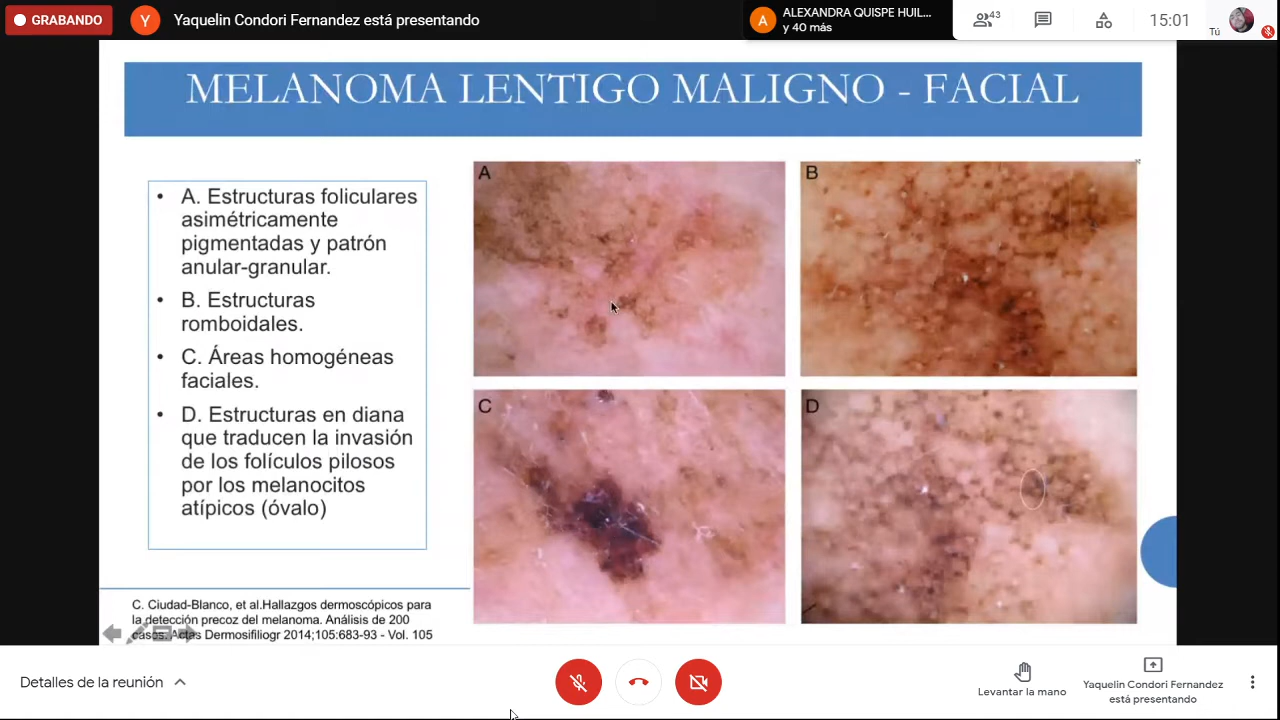 GRABANDO
Y
Yaquelin Condori Fernandez está presentando
A
ALEXANDRA QUISPE HUIL...
y 40 más
43
15:01
Tú
MELANOMA LENTIGO MALIGNO - FACIAL
• A. Estructuras foliculares
asimétricamente
pigmentadas y patrón
anular-granular.
• B. Estructuras
romboidales.
• C. Áreas homogéneas
faciales.
• D. Estructuras en diana
que traducen la invasión
de los folículos pilosos
por los melanocitos
atípicos (óvalo)
A
B
C
D
C. Ciudad-Blanco, et al.Hallazgos dermoscópicos para
la detección precoz del melanoma. Análisis de 200
casos. Actas Dermosifiliogr 2014;105:683-93 - Vol. 105
Detalles de la reunión
Levantar la mano
Yaquelin Condori Fernandez
está presentando